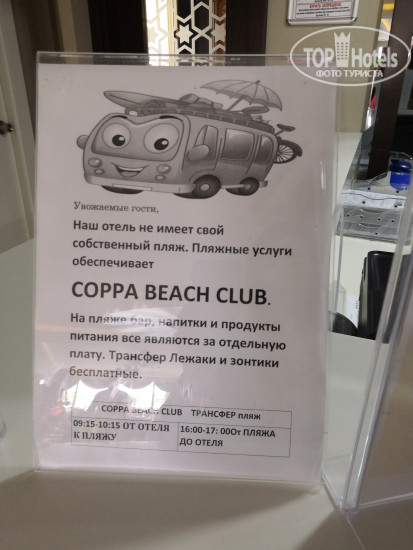 TOPHotels
ФОТО ТУРИСТА
Уважаемые гости,
Наш отель не имеет свой
собственный пляж. Пляжные услуги
обеспечивает
COPPA BEACH CLUB.
На пляже бар, напитки и продукты
питания все являются за отдельную
плату. Трансфер Лежаки и зонтики
бесплатные.
COPPA BEACH CLUB ТРАНСФЕР пляж
09:15-10:15 ОТ ОТЕЛЯ
К ПЛЯЖУ
16:00-17: 00От ПЛЯЖА
ДО ОТЕЛЯ